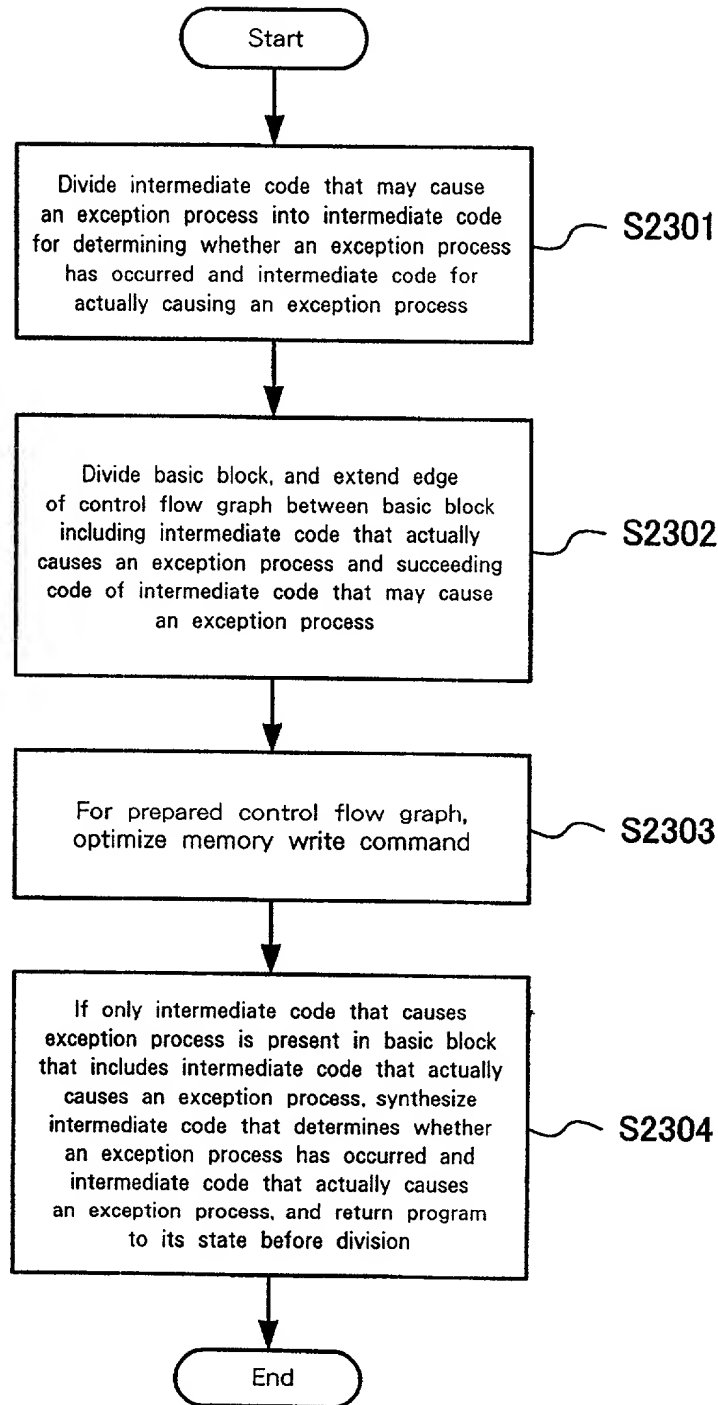 Start
Divide intermediate code that may cause
an exception process into intermediate code
for determining whether an exception process
has occurred and intermediate code for
actually causing an exception process
S2301
Divide basic block, and extend edge
of control flow graph between basic block
including intermediate code that actually
causes an exception process and succeeding
code of intermediate code that may cause
an exception process
S2302
For prepared control flow graph,
optimize memory write command
S2303
If only intermediate code that causes
exception process is present in basic block
that includes intermediate code that actually
causes an exception process, synthesize
intermediate code that determines whether
an exception process has occurred and
intermediate code that actually causes
an exception process, and return program
to its state before division
S2304
End